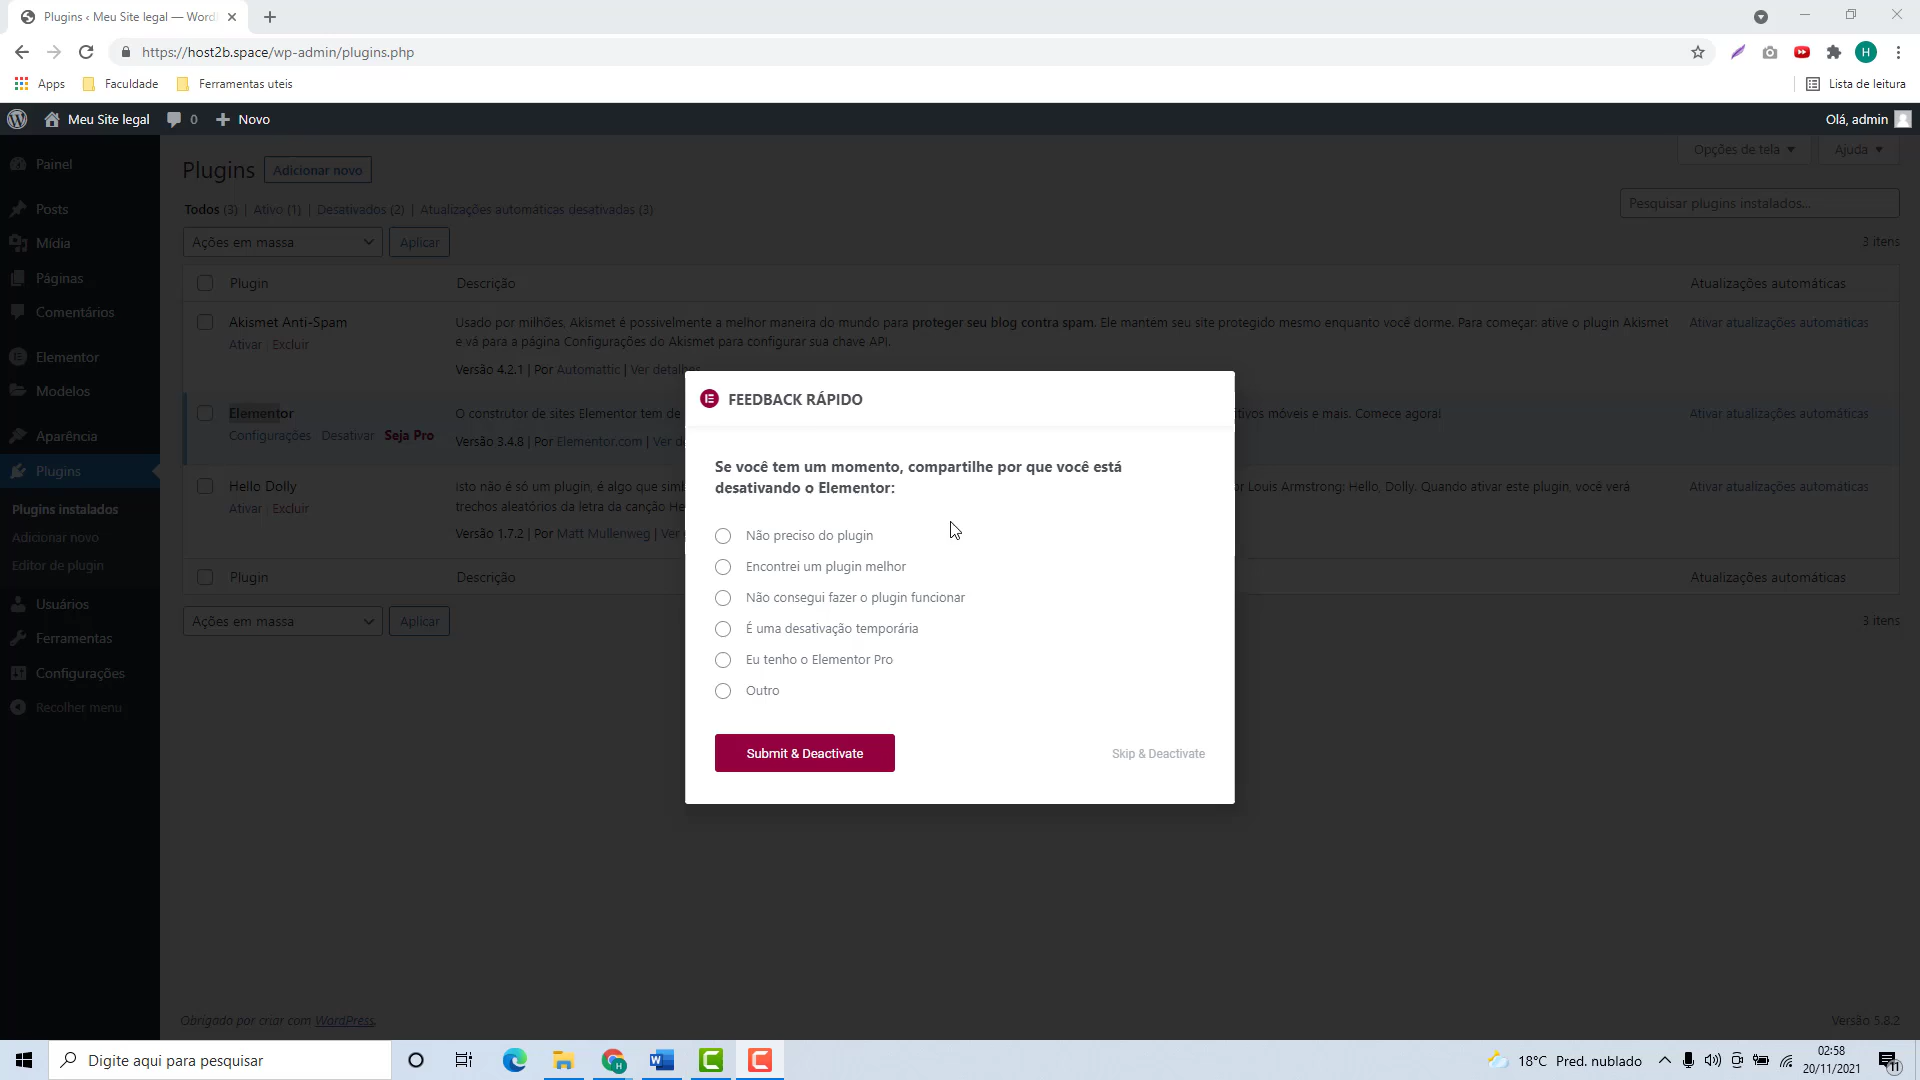 Plugins ‹ Meu Site legal — Word
https://host2b.space/wp-admin/plugins.php
Apps
Faculdade
Ferramentas uteis
Lista de leitura
Meu Site legal
0
Novo
Olá, admin
Painel
Posts
Mídia
Páginas
Comentários
Elementor
Modelos
Aparência
Plugins
Plugins instalados
Adicionar novo
Editor de plugin
Usuários
Ferramentas
Configurações
Recolher menu
Plugins
Adicionar novo
Opções de tela
Ajuda
Todos (3) | Ativo (1) | Desativados (2) | Atualizações automáticas desativadas (3)
Pesquisar plugins instalados...
Ações em massa
Aplicar
3 itens
Plugin
Descrição
Atualizações automáticas
Akismet Anti-Spam
Ativar | Excluir
Usado por milhões, Akismet é possivelmente a melhor maneira do mundo para proteger seu blog contra spam. Ele mantem seu site protegido mesmo enquanto você dorme. Para começar: ative o plugin Akismet
e vá para a página Configurações do Akismet para configurar sua chave API.
Versão 4.2.1 | Por Automattic | Ver detalhes
Ativar atualizações automáticas
Elementor
Configurações | Desativar | Seja Pro
O construtor de sites Elementor tem de
móveis e mais. Comece agora!
Versão 3.4.8 | Por Elementor.com | Ver
Ativar atualizações automáticas
Hello Dolly
Ativar | Excluir
Isto não é só um plugin, é algo que
Louis Armstrong: Hello, Dolly. Quando ativar este plugin, você verá
trechos aleatórios da letra da canção
Versão 1.7.2 | Por Matt Mullenweg | Ver
Ativar atualizações automáticas
Plugin
Descrição
Atualizações automáticas
Ações em massa
Aplicar
3 itens
FEEDBACK RÁPIDO
Se você tem um momento, compartilhe por que você está
desativando o Elementor:
Não preciso do plugin
Encontrei um plugin melhor
Não consegui fazer o plugin funcionar
É uma desativação temporária
Eu tenho o Elementor Pro
Outro
Submit & Deactivate
Skip & Deactivate
Obrigado por criar com WordPress.
Versão 5.8.2
Digite aqui para pesquisar
18°C Pred. nublado
02:58
20/11/2021
11